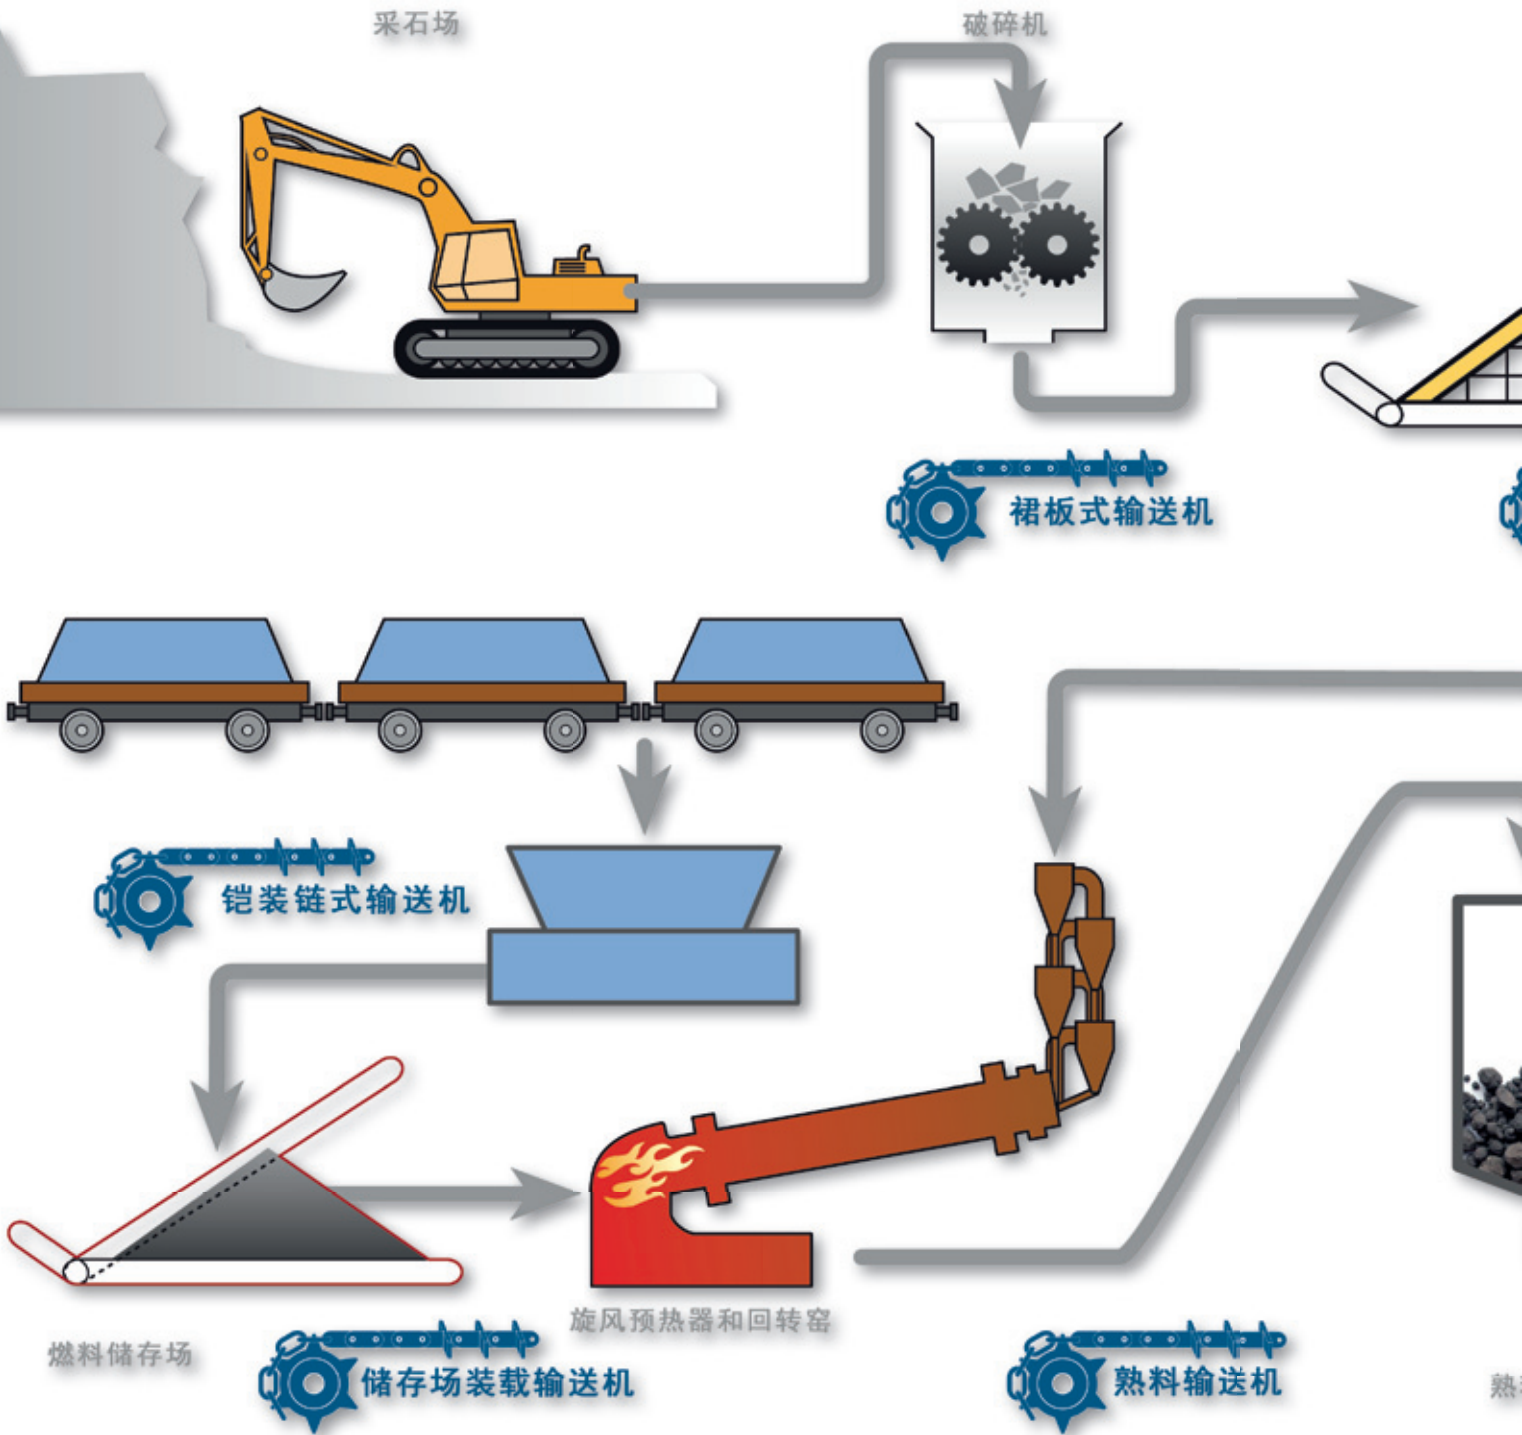 采石场
破碎机
裙板式输送机
铠装链式输送机
旋风预热器和回转窑
燃料储存场
储存场装载输送机
熟料输送机
熟